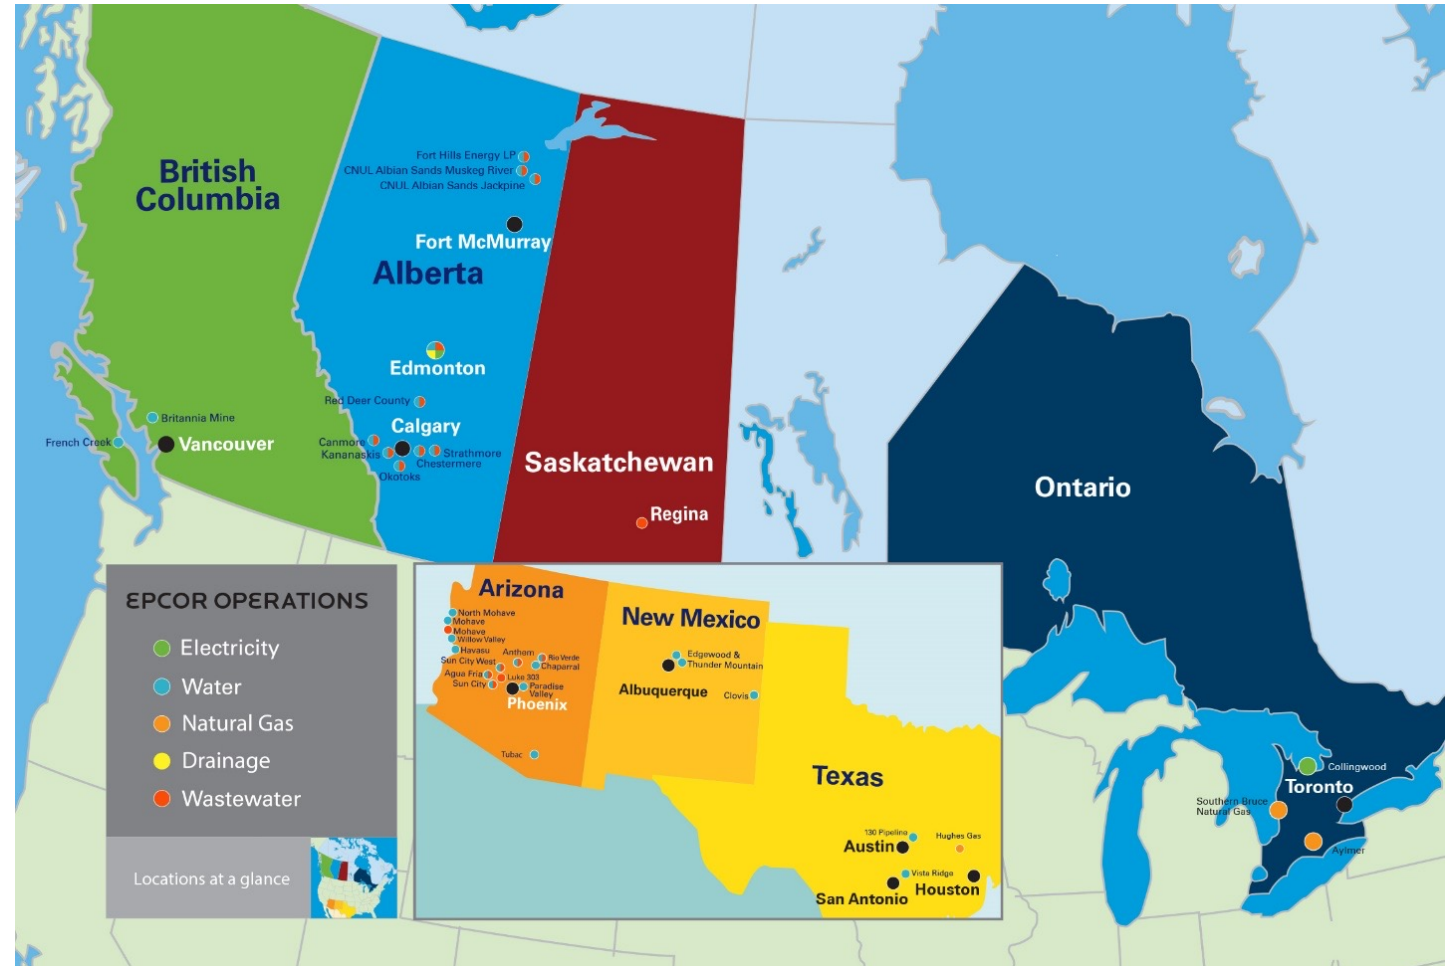 British
Columbia
Fort Hills Energy LP
CNUL Albian Sands Muskeg River
CNUL Albian Sands Jackpine
Fort McMurray
Alberta
Edmonton
Red Deer County
Calgary
Canmore
Kananaskis
Strathmore
Chestermere
Okotoks
Britannia Mine
French Creek
Vancouver
Saskatchewan
Regina
Ontario
EPCOR OPERATIONS
Electricity
Water
Natural Gas
Drainage
Wastewater
Locations at a glance
Arizona
North Mohave
Mohave
Mohave
Willow Valley
Havasu
Anthem
Rio Verde
Sun City West
Chaparral
Agua Fria
Luke 303
Sun City
Paradise
Valley
Phoenix
Tubac
New Mexico
Edgewood &
Thunder Mountain
Albuquerque
Clovis
Texas
130 Pipeline
Hughes Gas
Austin
Vista Ridge
San Antonio
Houston
Collingwood
Toronto
Southern Bruce
Natural Gas
Aylmer